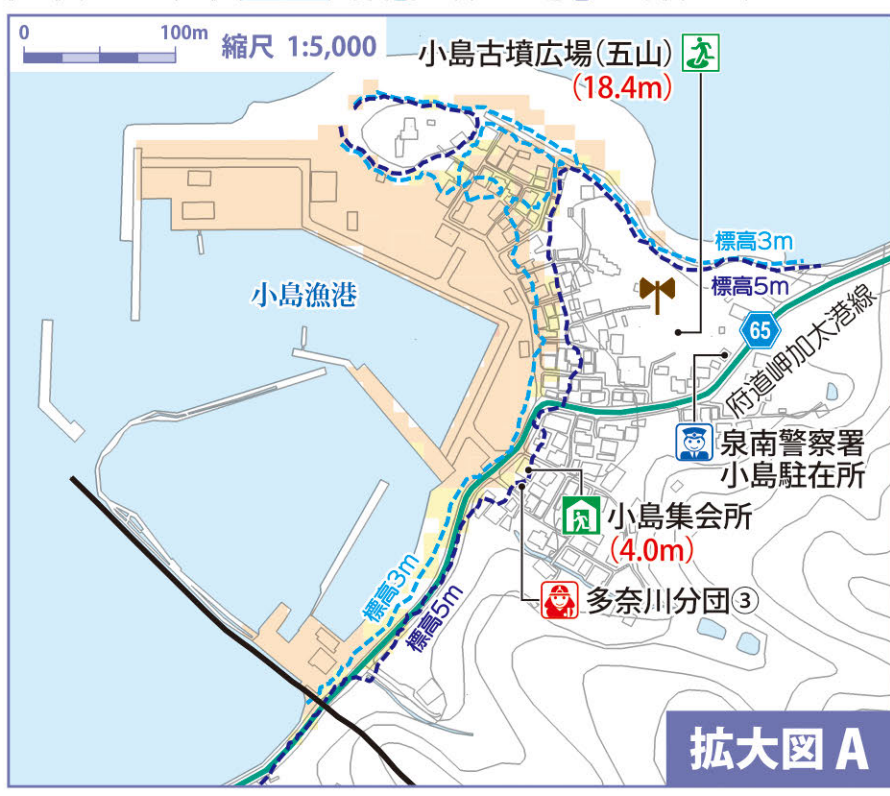 0 100m
縮尺 1:5,000
小島古墳広場(五山)
(18.4m)
標高3m
標高5m
小島漁港
65
府道岬加太港線
泉南警察署
小島駐在所
小島集会所
(4.0m)
多奈川分団③
標高3m
標高5m
拡大図 A